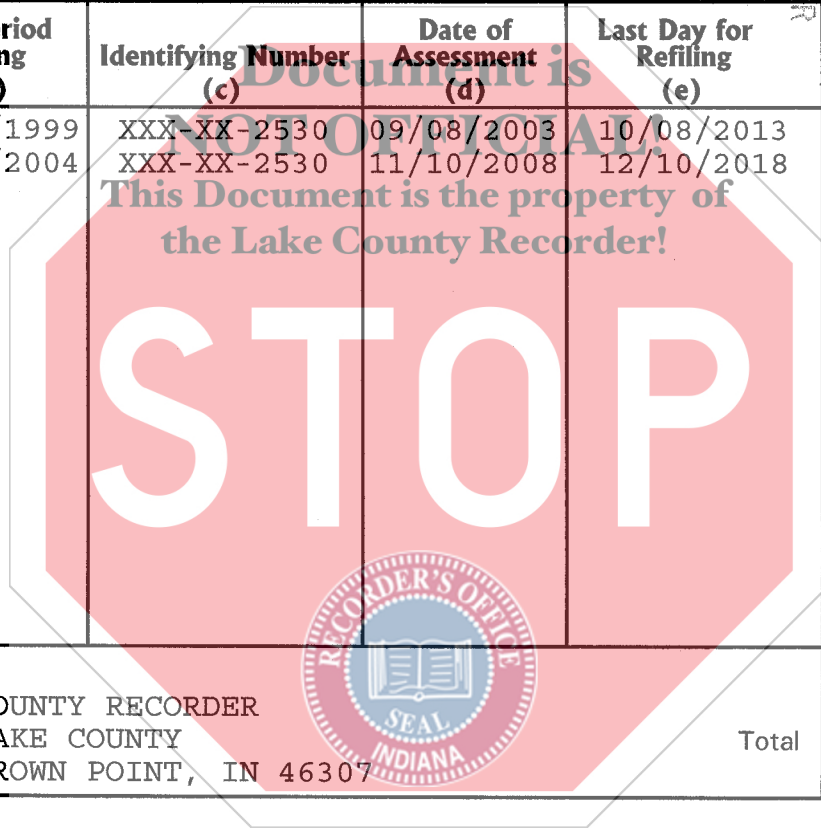 riod
ng
)
Identifying Number
(c)
Date of
Assessment
(d)
Last Day for
Refiling
(e)
/1999 XXX-XX-2530 09/08/2003 10/08/2013
/2004 XXX-XX-2530 11/10/2008 12/10/2018
Document is
NOT OFFICIAL!
This Document is the property of
the Lake County Recorder!
STOP
RECORDER'S OFFICE
SEAL
INDIANA
OUNTY RECORDER
AKE COUNTY
ROWN POINT, IN 46307
Total